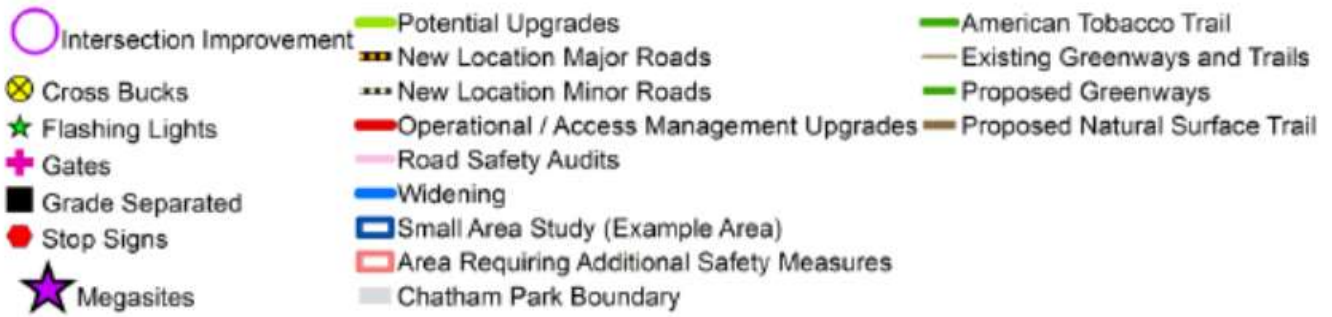 Intersection Improvement
Cross Bucks
Flashing Lights
Gates
Grade Separated
Stop Signs
Megasites
Potential Upgrades
New Location Major Roads
New Location Minor Roads
Operational / Access Management Upgrades
Road Safety Audits
Widening
Small Area Study (Example Area)
Area Requiring Additional Safety Measures
Chatham Park Boundary
American Tobacco Trail
Existing Greenways and Trails
Proposed Greenways
Proposed Natural Surface Trail